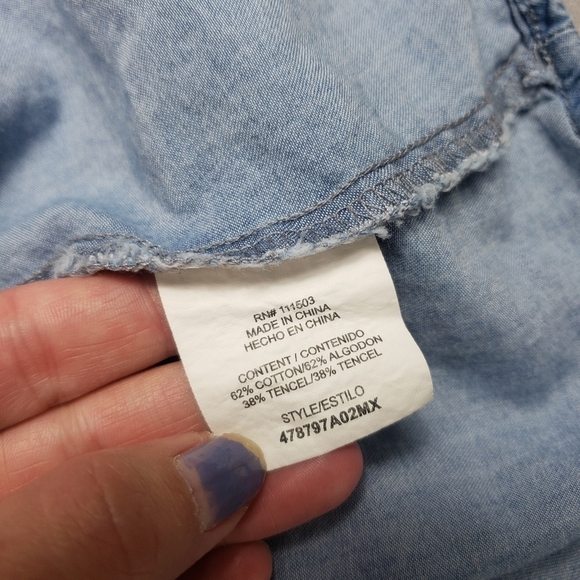 RN# 111503
MADE IN CHINA
HECHO EN CHINA
CONTENT / CONTENIDO
62% COTTON/62% ALGODON
38% TENCEL/38% TENCEL
STYLE/ESTILO
478797A02MX